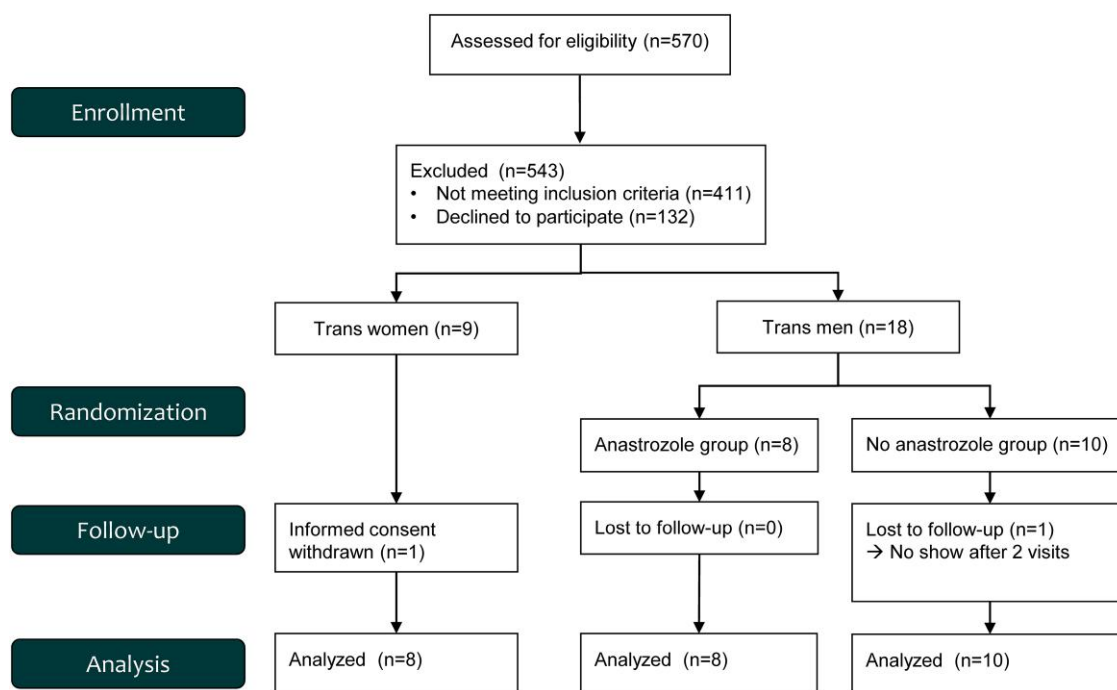 Assessed for eligibility (n=570)
Enrollment
Excluded (n=543)
• Not meeting inclusion criteria (n=411)
• Declined to participate (n=132)
Trans women (n=9)
Trans men (n=18)
Randomization
Anastrozole group (n=8)
No anastrozole group (n=10)
Follow-up
Informed consent
withdrawn (n=1)
Lost to follow-up (n=0)
Lost to follow-up (n=1)
→ No show after 2 visits
Analysis
Analyzed (n=8)
Analyzed (n=8)
Analyzed (n=10)